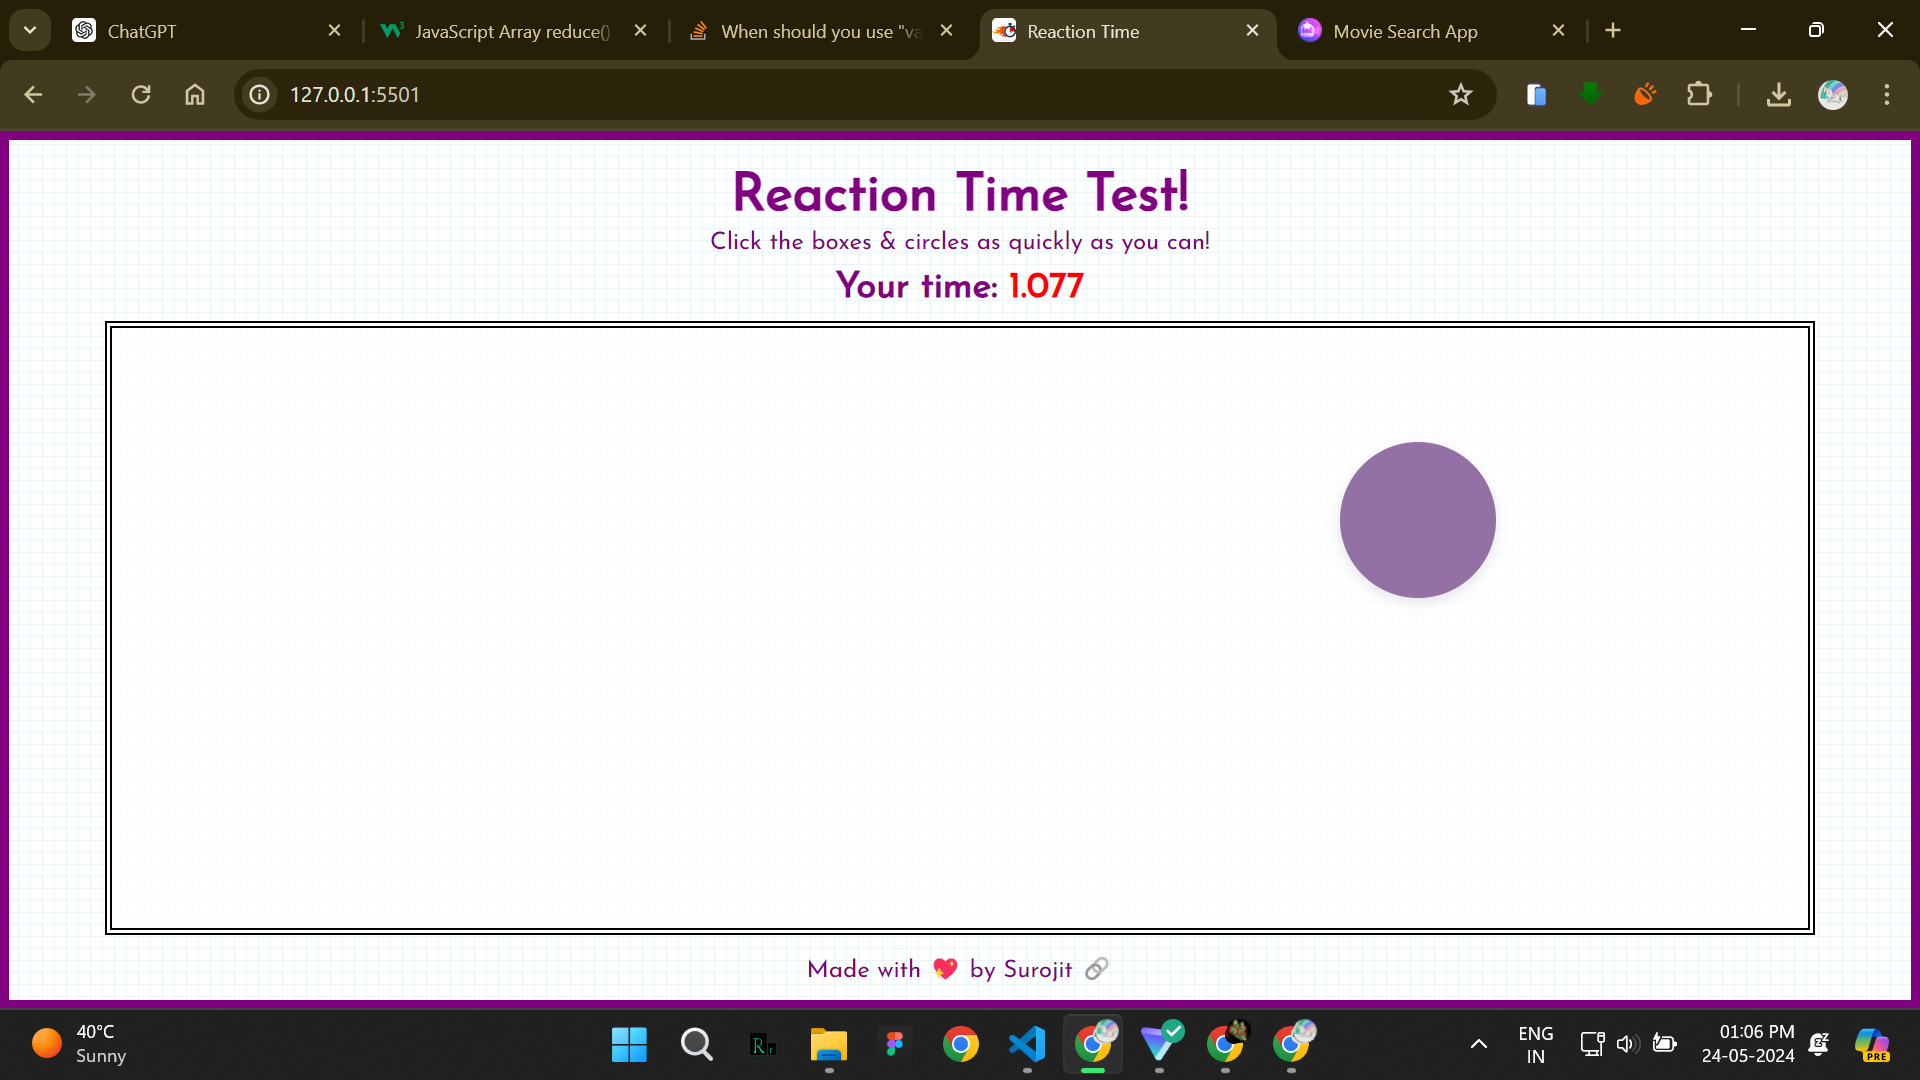 ChatGPT
JavaScript Array reduce()
When should you use "va
Reaction Time
Movie Search App
127.0.0.1:5501
Reaction Time Test!
Click the boxes & circles as quickly as you can!
Your time: 1.077
Made with 💖 by Surojit 🔗
40°C
Sunny
Rr
ENG
IN
01:06 PM
24-05-2024
PRE